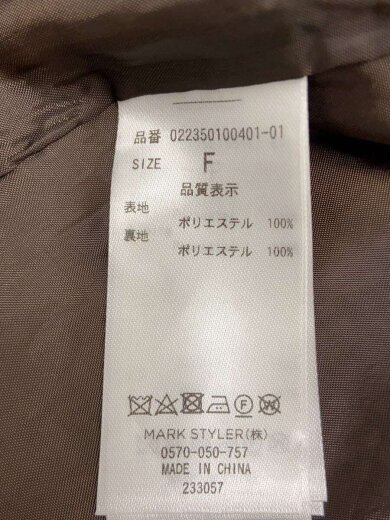 品番 022350100401-01
SIZE F
品質表示
表地
ポリエステル 100%
裏地
ポリエステル 100%
MARK STYLER(株)
0570-050-757
MADE IN CHINA
233057